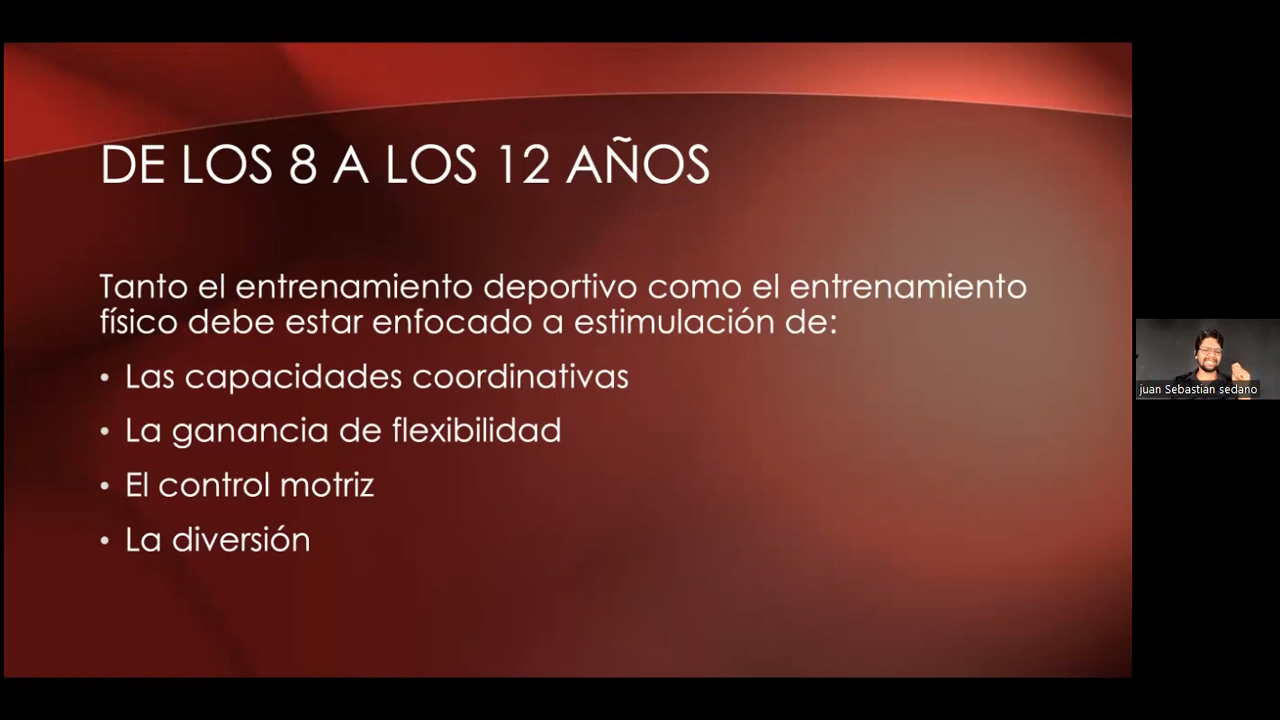 DE LOS 8 A LOS 12 AÑOS
Tanto el entrenamiento deportivo como el entrenamiento
físico debe estar enfocado a estimulación de:
• Las capacidades coordinativas
• La ganancia de flexibilidad
• El control motriz
• La diversión
juan Sebastian sedano